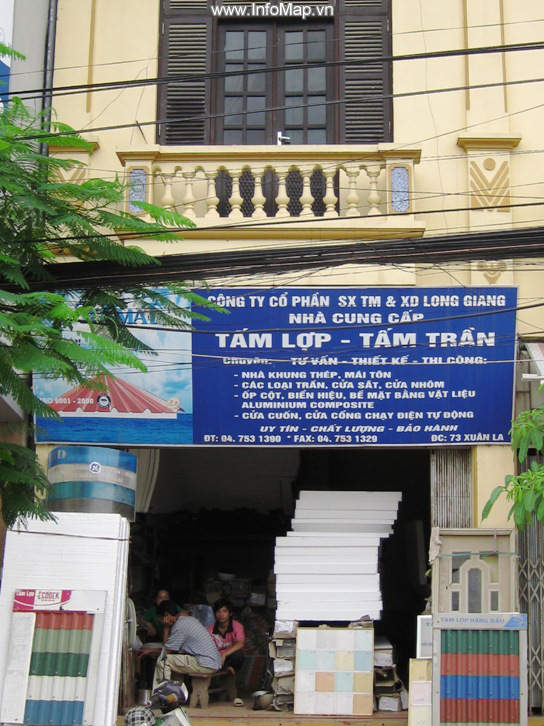 www.InfoMap.vn
CÔNG TY CỔ PHẦN SX TM & XD LONG GIANG
NHÀ CUNG CẤP
TẤM LỢP - TẤM TRẦN
Chuyên: TƯ VẤN - THIẾT KẾ - THI CÔNG:
- NHÀ KHUNG THÉP, MÁI TÔN
- CÁC LOẠI TRẦN, CỬA SẮT, CỬA NHÔM
- ỐP CỘT, BIỂN HIỆU, BỀ MẶT BẰNG VẬT LIỆU
ALUMINIUM COMPOSITE
- CỬA CUỐN, CỬA CỔNG CHẠY ĐIỆN TỰ ĐỘNG
UY TÍN - CHẤT LƯỢNG - BẢO HÀNH
ĐT: 04. 753 1390 * FAX: 04. 753 1329
ĐC: 73 XUÂN LA
ISO 9001 - 2008